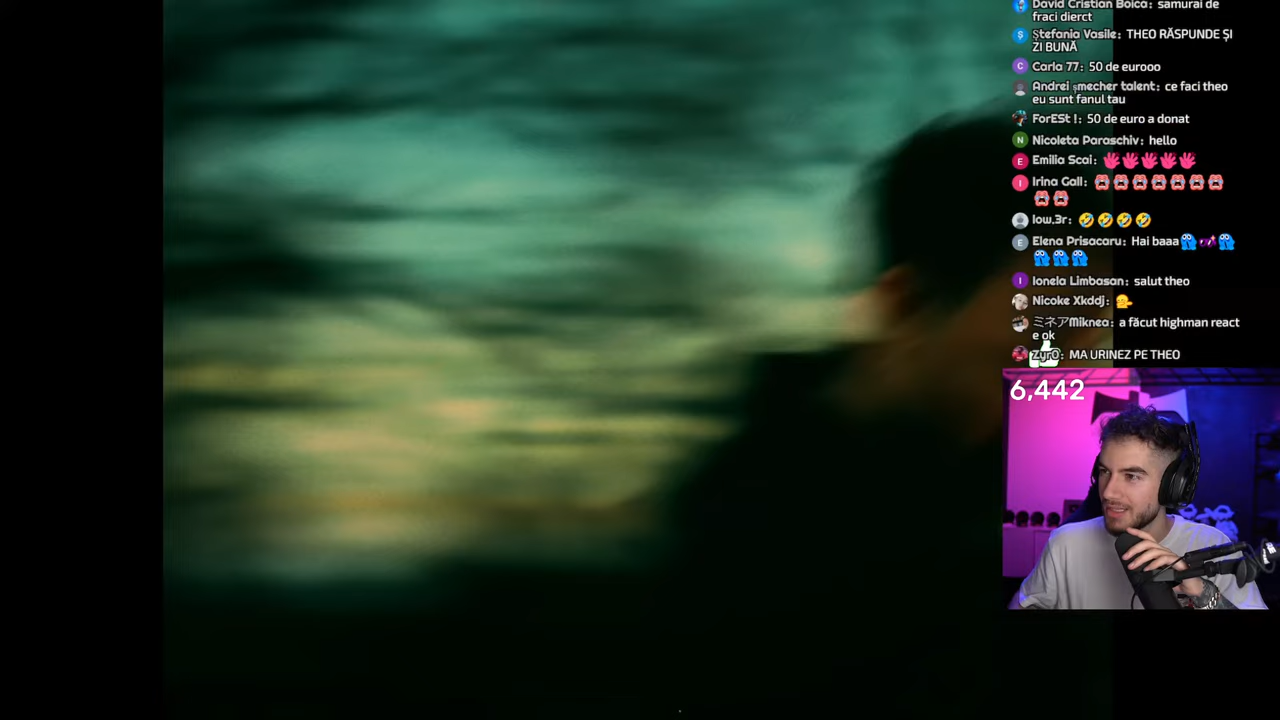 David Cristian Boica: samurai de
fraci dierct
Ștefania Vasile: THEO RĂSPUNDE ȘI
ZI BUNĂ
Carla 77: 50 de eurooo
Andrei șmecher talent: ce faci theo
eu sunt fanul tau
ForESt !: 50 de euro a donat
Nicoleta Paraschiv: hello
Emilia Scai:
Irina Gall:
low.3r: 🤣🤣🤣🤣
Elena Prisacaru: Hai baaa
Ionela Limbasan: salut theo
Nicoke Xkddj:
ミネアMiknea: a făcut highman react
e ok
ZyrO: MA URINEZ PE THEO
6,442